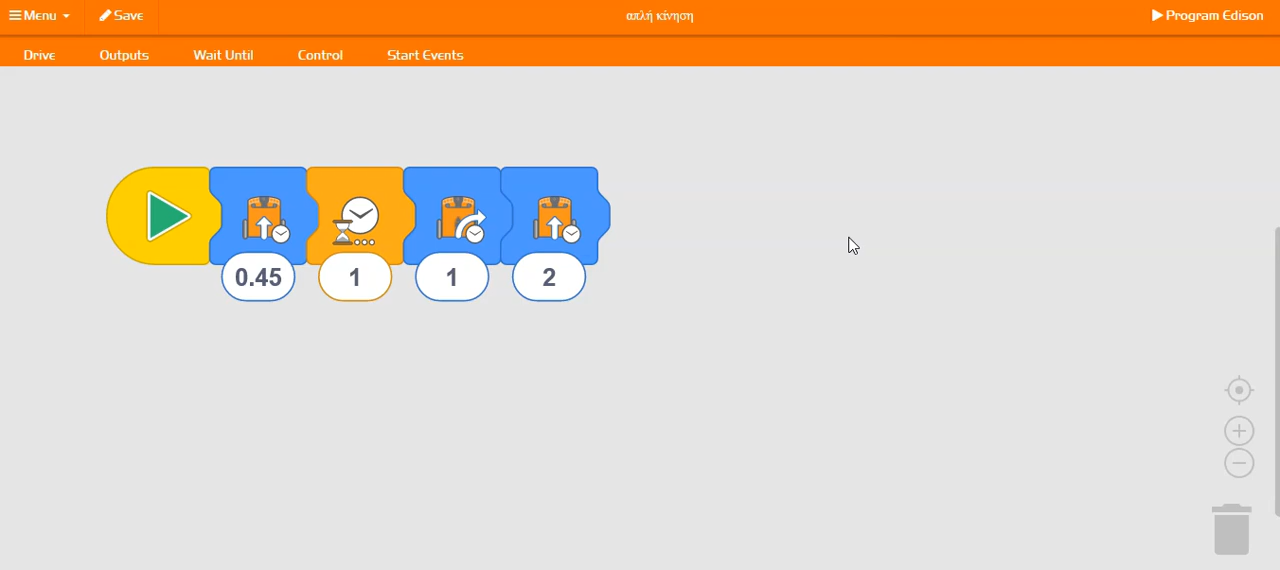 Menu Save απλή κίνηση Program Edison
Drive Outputs Wait Until Control Start Events
0.45 1 1 2